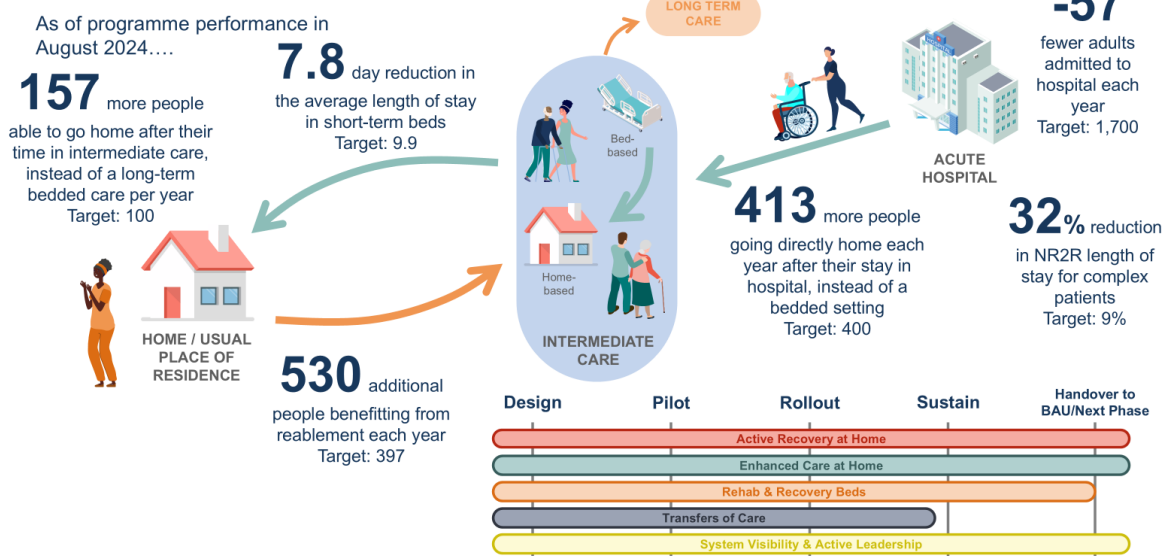 As of programme performance in
August 2024….
157 more people
able to go home after their
time in intermediate care,
instead of a long-term
bedded care per year
Target: 100
7.8 day reduction in
the average length of stay
in short-term beds
Target: 9.9
LONG TERM
CARE
Bed-
based
Home-
based
INTERMEDIATE
CARE
HOSPITAL
ACUTE
HOSPITAL
-57
fewer adults
admitted to
hospital each
year
Target: 1,700
413 more people
going directly home each
year after their stay in
hospital, instead of a
bedded setting
Target: 400
32% reduction
in NR2R length of
stay for complex
patients
Target: 9%
HOME / USUAL
PLACE OF
RESIDENCE
530 additional
people benefitting from
reablement each year
Target: 397
Design
Pilot
Rollout
Sustain
Handover to
BAU/Next Phase
Active Recovery at Home
Enhanced Care at Home
Rehab & Recovery Beds
Transfers of Care
System Visibility & Active Leadership